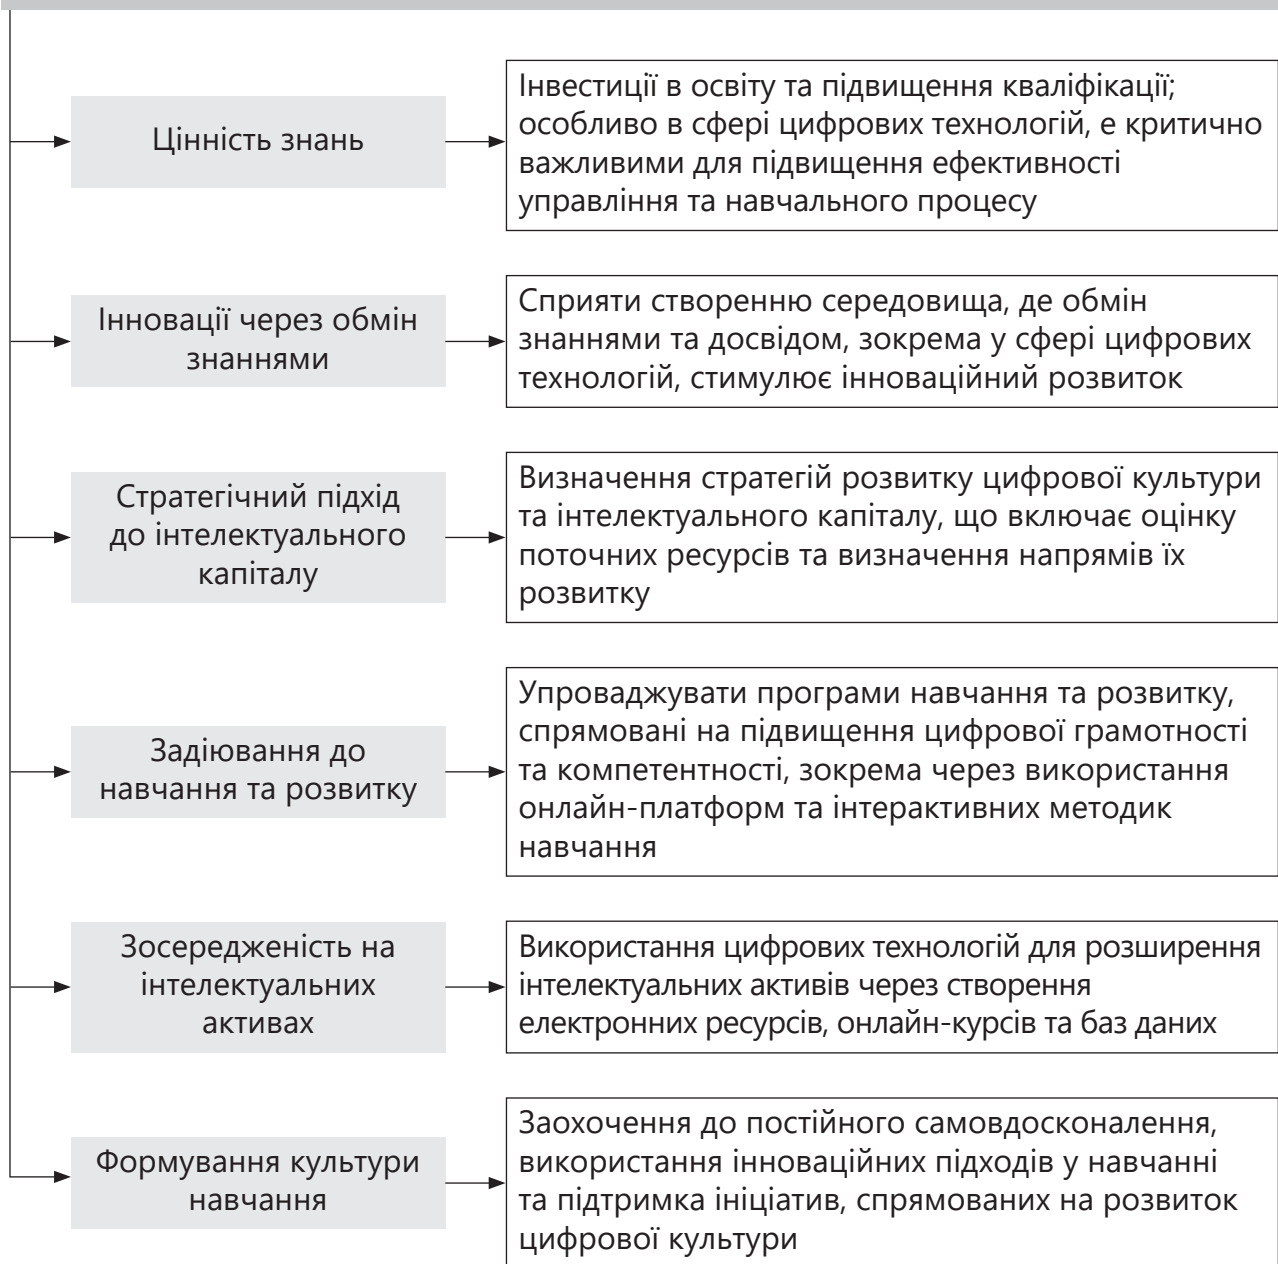 Цінність знань
Інвестиції в освіту та підвищення кваліфікації;
особливо в сфері цифрових технологій, е критично
важливими для підвищення ефективності
управління та навчального процесу
Інновації через обмін
знаннями
Сприяти створенню середовища, де обмін
знаннями та досвідом, зокрема у сфері цифрових
технологій, стимулює інноваційний розвиток
Стратегічний підхід
до інтелектуального
капіталу
Визначення стратегій розвитку цифрової культури
та інтелектуального капіталу, що включає оцінку
поточних ресурсів та визначення напрямів їх
розвитку
Задіювання до
навчання та розвитку
Упроваджувати програми навчання та розвитку,
спрямовані на підвищення цифрової грамотності
та компетентності, зокрема через використання
онлайн-платформ та інтерактивних методик
навчання
Зосередженість на
інтелектуальних
активах
Використання цифрових технологій для розширення
інтелектуальних активів через створення
електронних ресурсів, онлайн-курсів та баз даних
Формування культури
навчання
Заохочення до постійного самовдосконалення,
використання інноваційних підходів у навчанні
та підтримка ініціатив, спрямованих на розвиток
цифрової культури